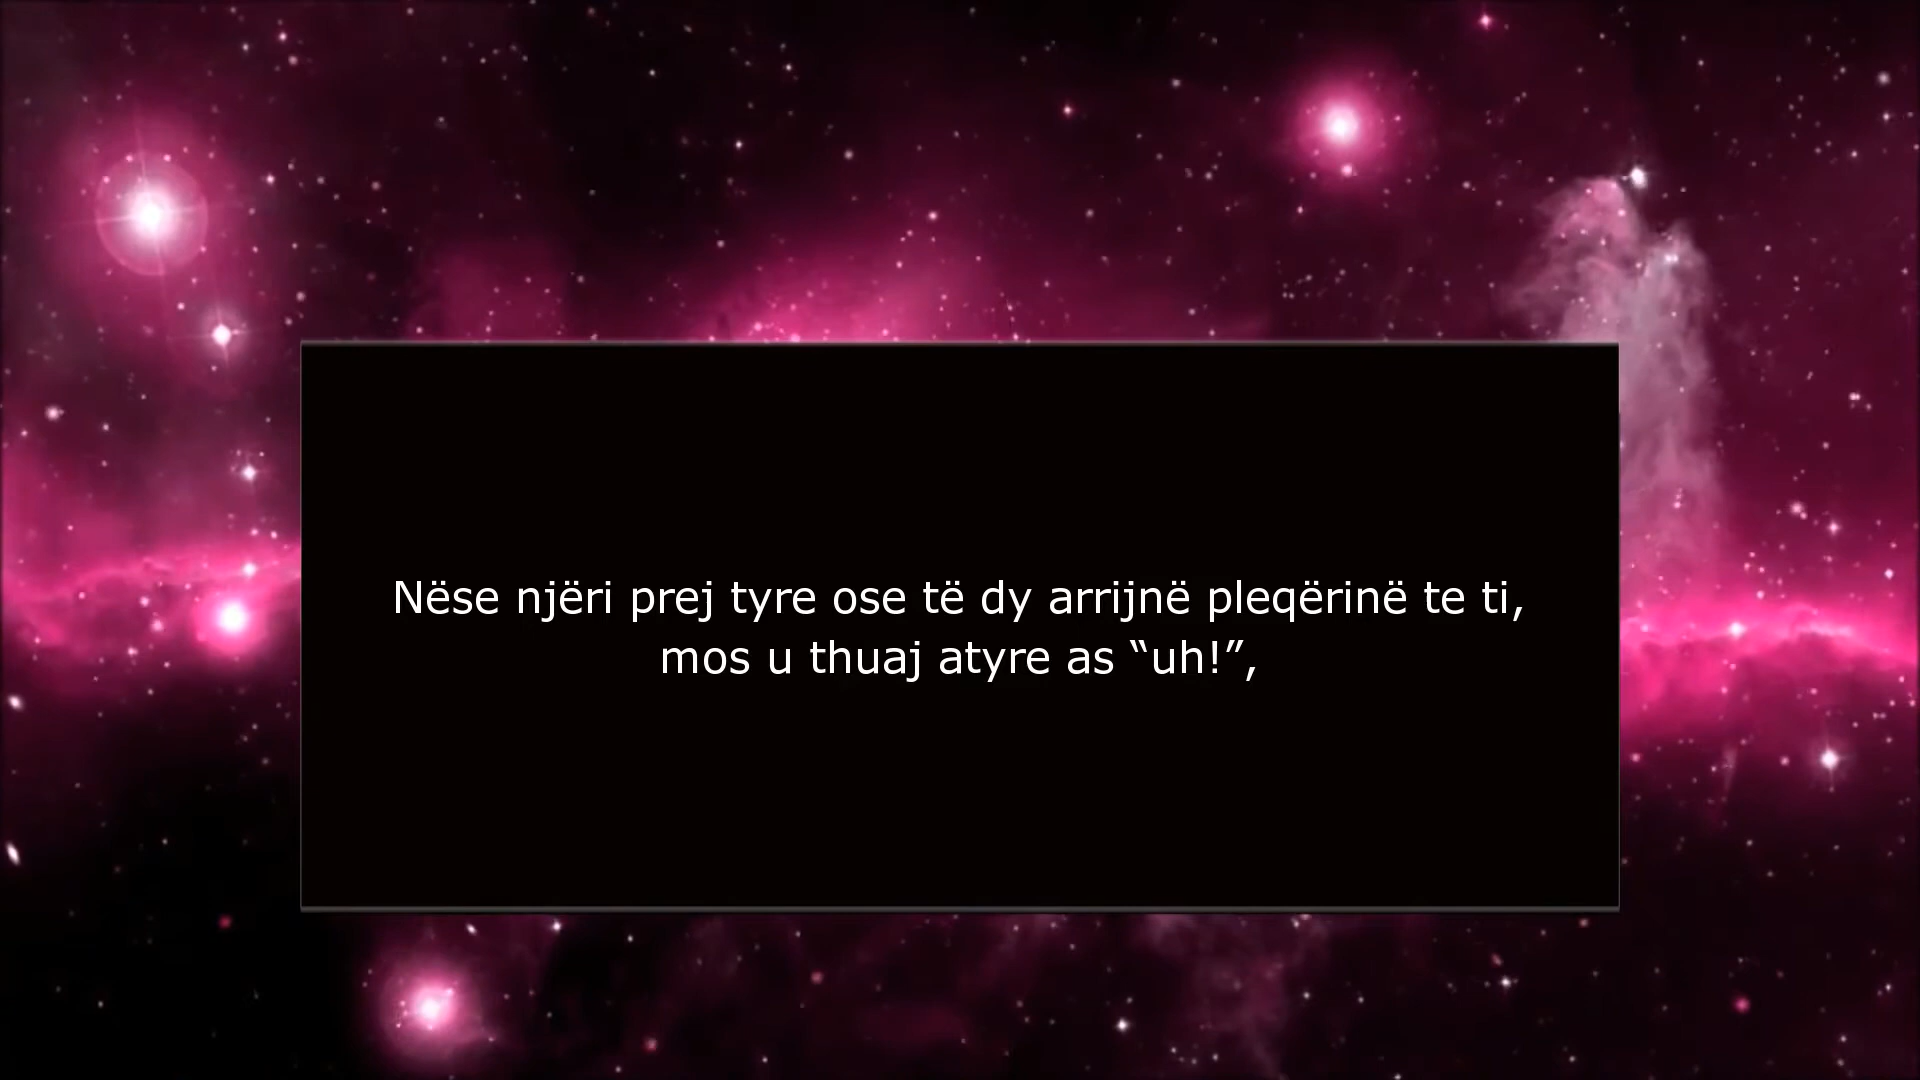 Nëse njëri prej tyre ose të dy arrijnë pleqërinë te ti,
mos u thuaj atyre as “uh!”,